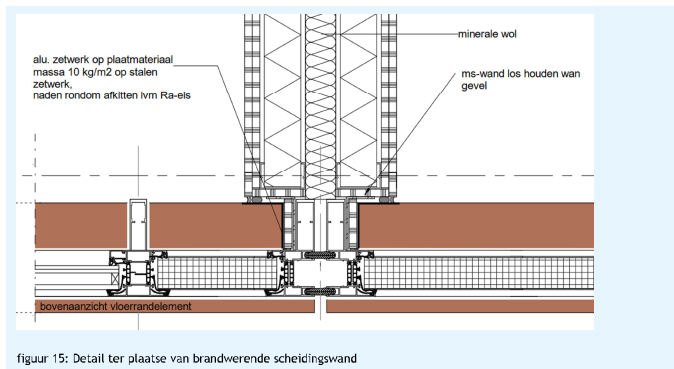 minerale wol
alu. zetwerk op plaatmateriaal
massa 10 kg/m2 op stalen
zetwerk,
naden rondom afkitten ivm Ra-eis
ms-wand los houden wan
gevel
bovenaanzicht vloerrandelement
figuur 15: Detail ter plaatse van brandwerende scheidingswand